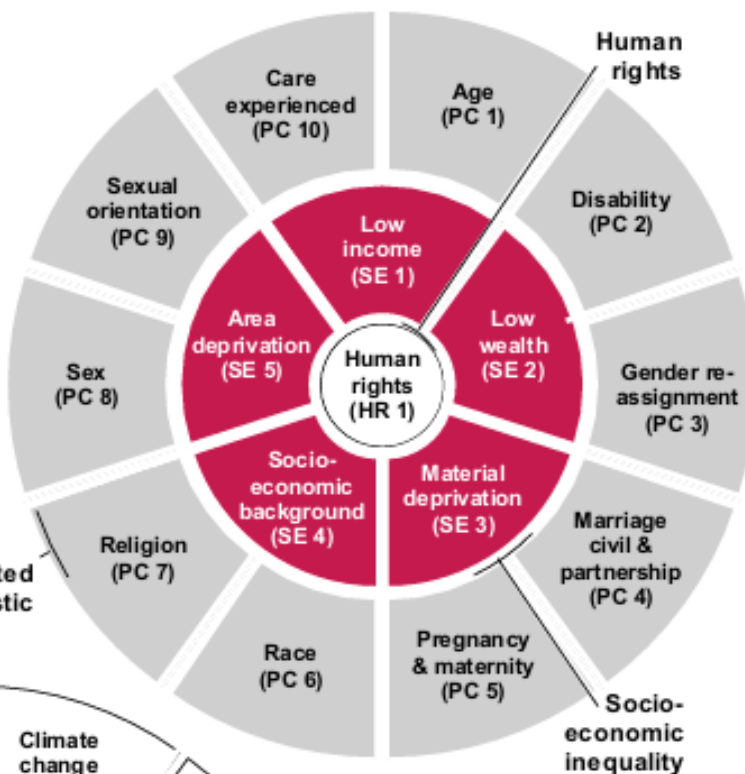 Human
rights
Care
experienced
(PC 10)
Age
(PC 1)
Sexual
orientation
(PC 9)
Disability
(PC 2)
Low
income
(SE 1)
Area
deprivation
(SE 5)
Low
wealth
(SE 2)
Human
rights
(HR 1)
Sex
(PC 8)
Gender re-
assignment
(PC 3)
Socio-
economic
background
(SE 4)
Material
deprivation
(SE 3)
Religion
(PC 7)
Marriage
civil &
partnership
(PC 4)
Race
(PC 6)
Pregnancy
& maternity
(PC 5)
Socio-
economic
inequality
Climate
change